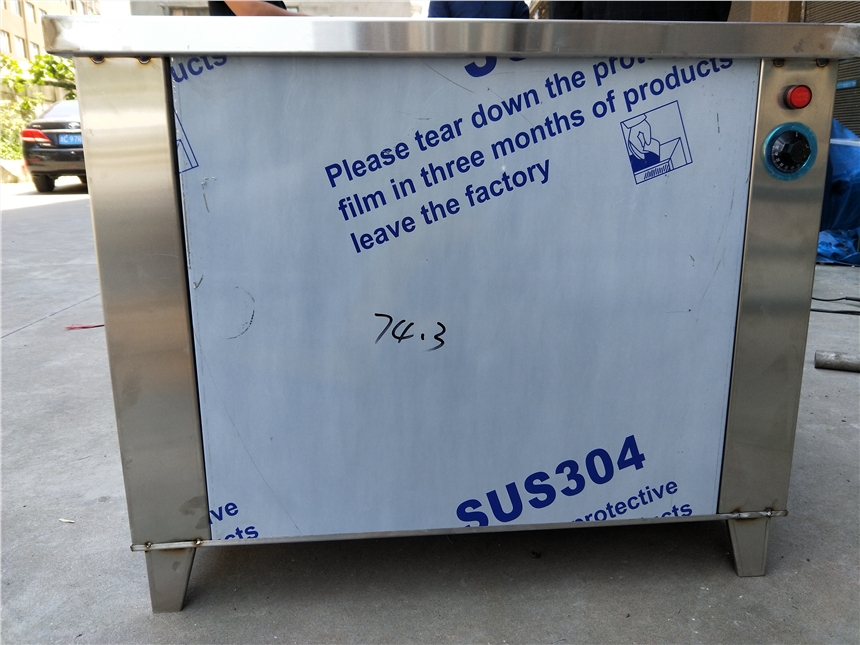 ucts
Please tear down the
film in three months of products
leave the factory
74.3
SUS304
ve
protective
cts
cts